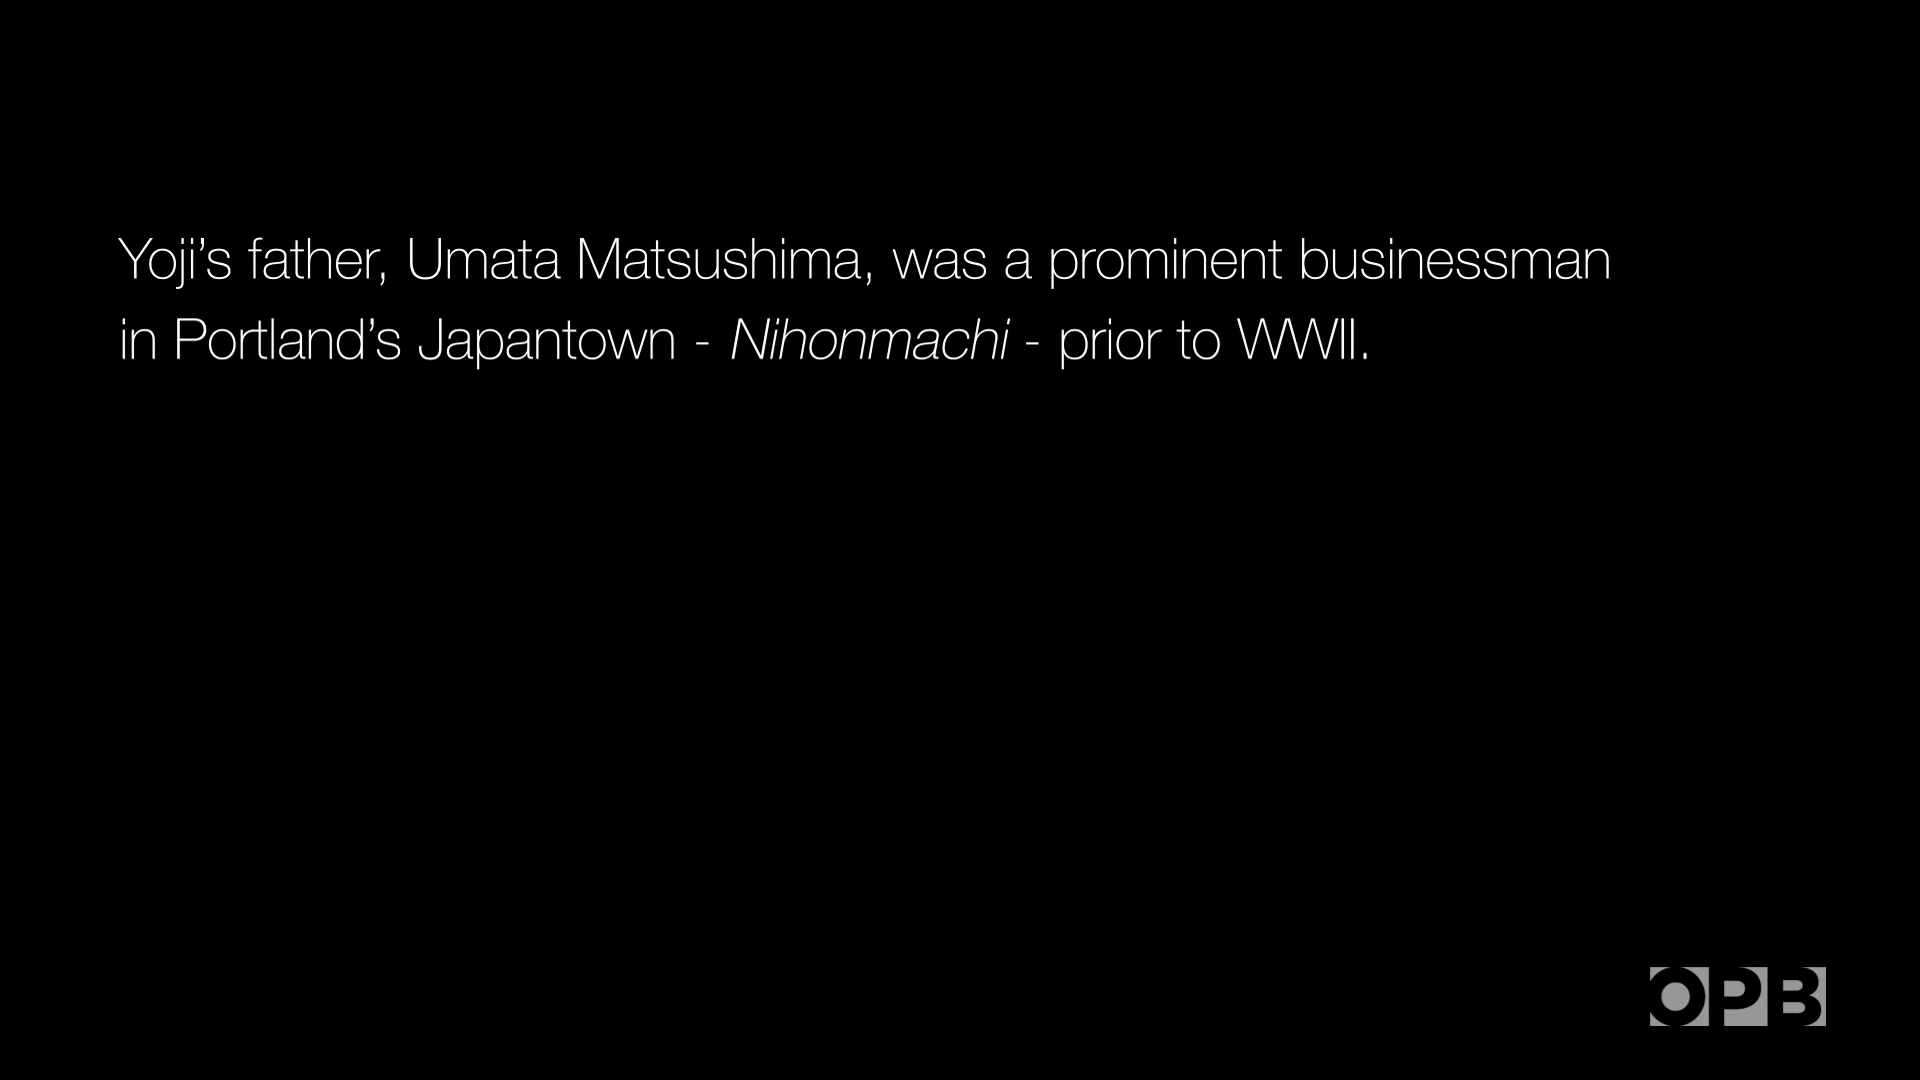 Yoji’s father, Umata Matsushima, was a prominent businessman
in Portland’s Japantown - Nihonmachi - prior to WWII.
OPB